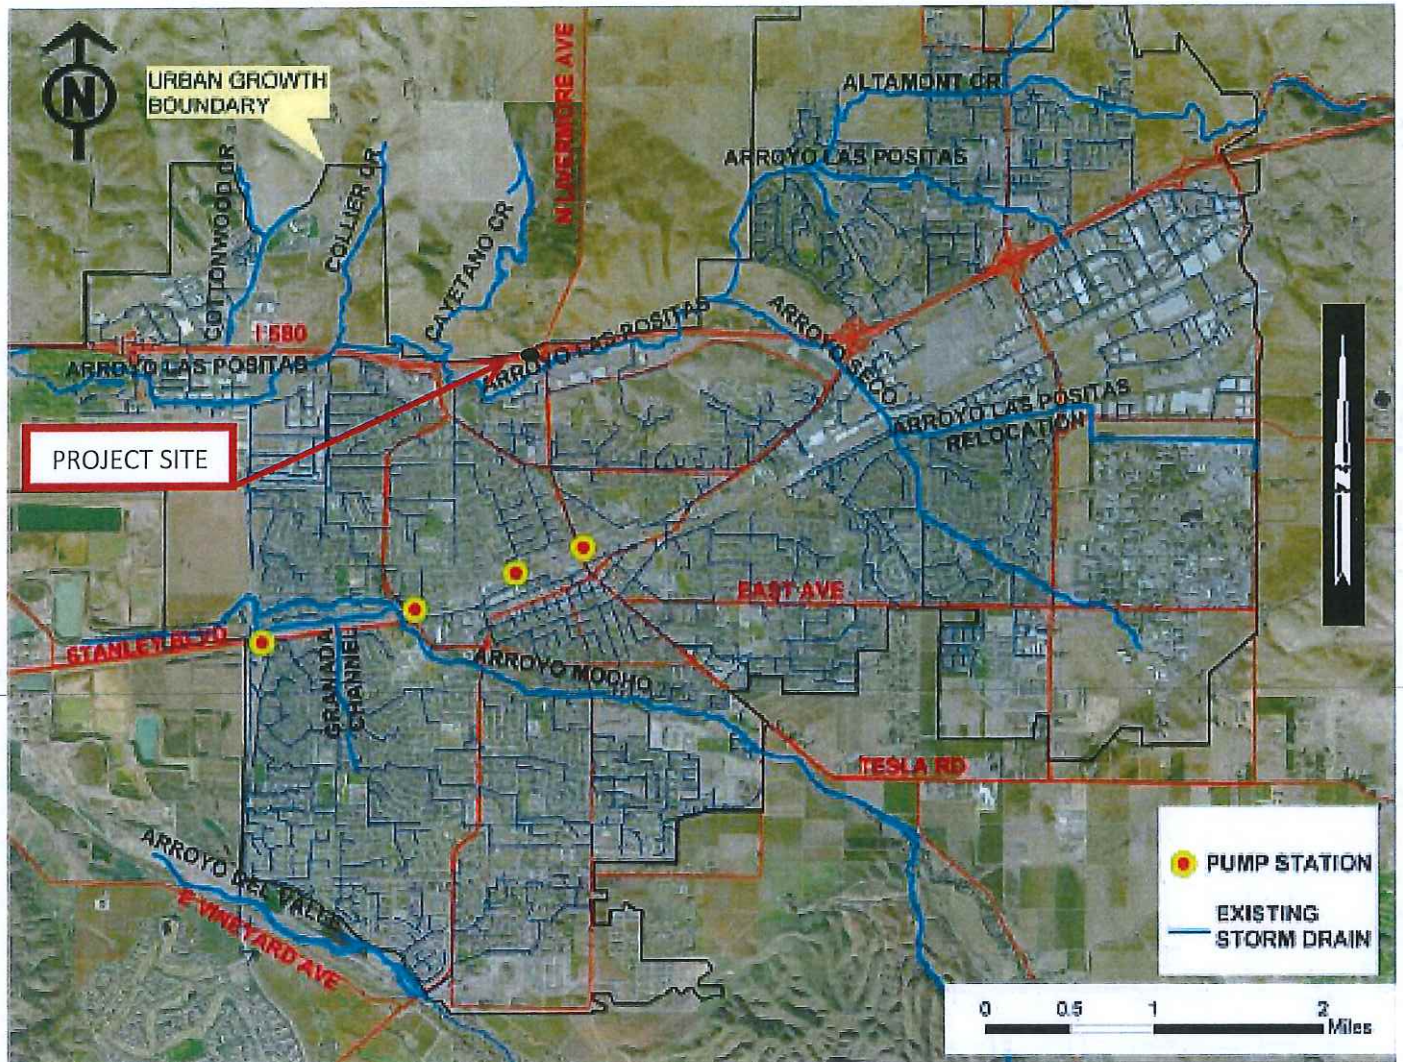 N
URBAN GROWTH
BOUNDARY
N LIVERMORE AVE
ALTAMONT CR
ARROYO LAS POSITAS
COTTONWOOD CR
COLLIER CR
CAYETANO CR
I 580
ARROYO LAS POSITAS
ARROYO LAS POSITAS
ARROYO SECO
ARROYO LAS POSITAS
RELOCATION
PROJECT SITE
N
EAST AVE
STANLEY BLVD
GRANADA
CHANNEL
ARROYO MOCHO
TESLA RD
ARROYO DEL VALLE
E VINEYARD AVE
PUMP STATION
EXISTING
STORM DRAIN
0 0.5 1 2
Miles